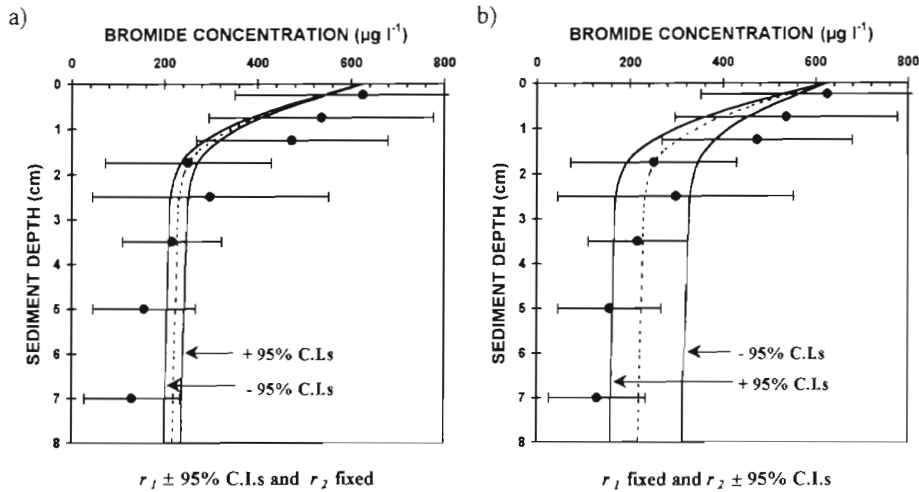 a)
BROMIDE CONCENTRATION (µg l⁻¹)
0 200 400 600 800
0
1
2
3
4
5
6
7
8
SEDIMENT DEPTH (cm)
+ 95% C.I.s
- 95% C.I.s
r₁ ± 95% C.I.s and r₂ fixed
b)
BROMIDE CONCENTRATION (µg l⁻¹)
0 200 400 600 800
0
1
2
3
4
5
6
7
8
SEDIMENT DEPTH (cm)
- 95% C.I.s
+ 95% C.I.s
r₁ fixed and r₂ ± 95% C.I.s